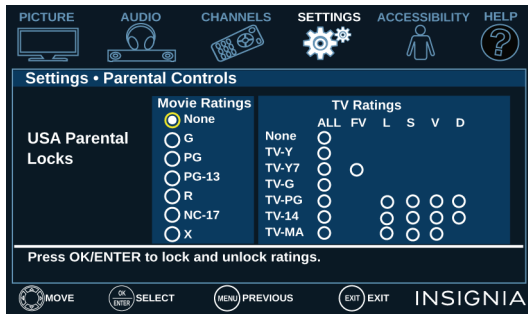 PICTURE AUDIO CHANNELS SETTINGS ACCESSIBILITY HELP
?
Settings • Parental Controls
USA Parental
Locks
Movie Ratings
None
G
PG
PG-13
R
NC-17
X
TV Ratings
ALL FV L S V D
None
TV-Y
TV-Y7
TV-G
TV-PG
TV-14
TV-MA
Press OK/ENTER to lock and unlock ratings.
MOVE OK ENTER SELECT MENU PREVIOUS EXIT EXIT INSIGNIA